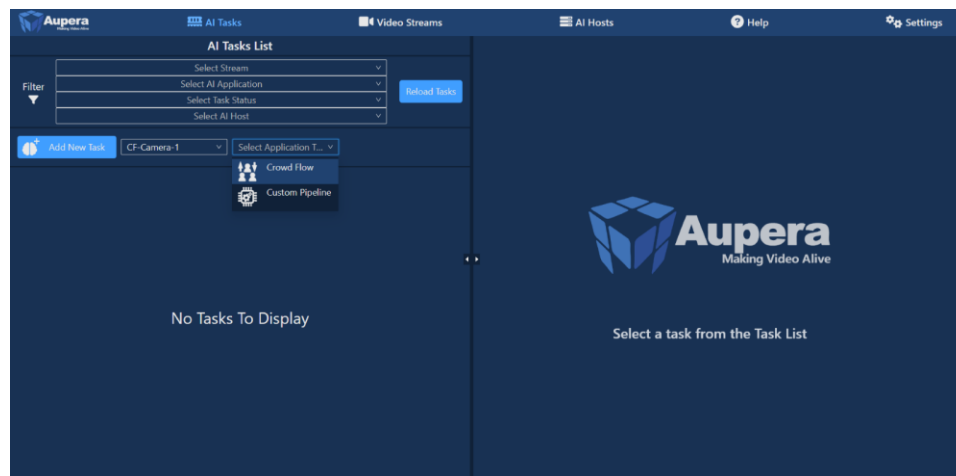 Aupera
Making Video Alive
AI Tasks
Video Streams
AI Hosts
Help
Settings
AI Tasks List
Filter
Select Stream
Select AI Application
Select Task Status
Select AI Host
Reload Tasks
Add New Task
CF-Camera-1
Select Application T...
Crowd Flow
Custom Pipeline
No Tasks To Display
Aupera
Making Video Alive
Select a task from the Task List